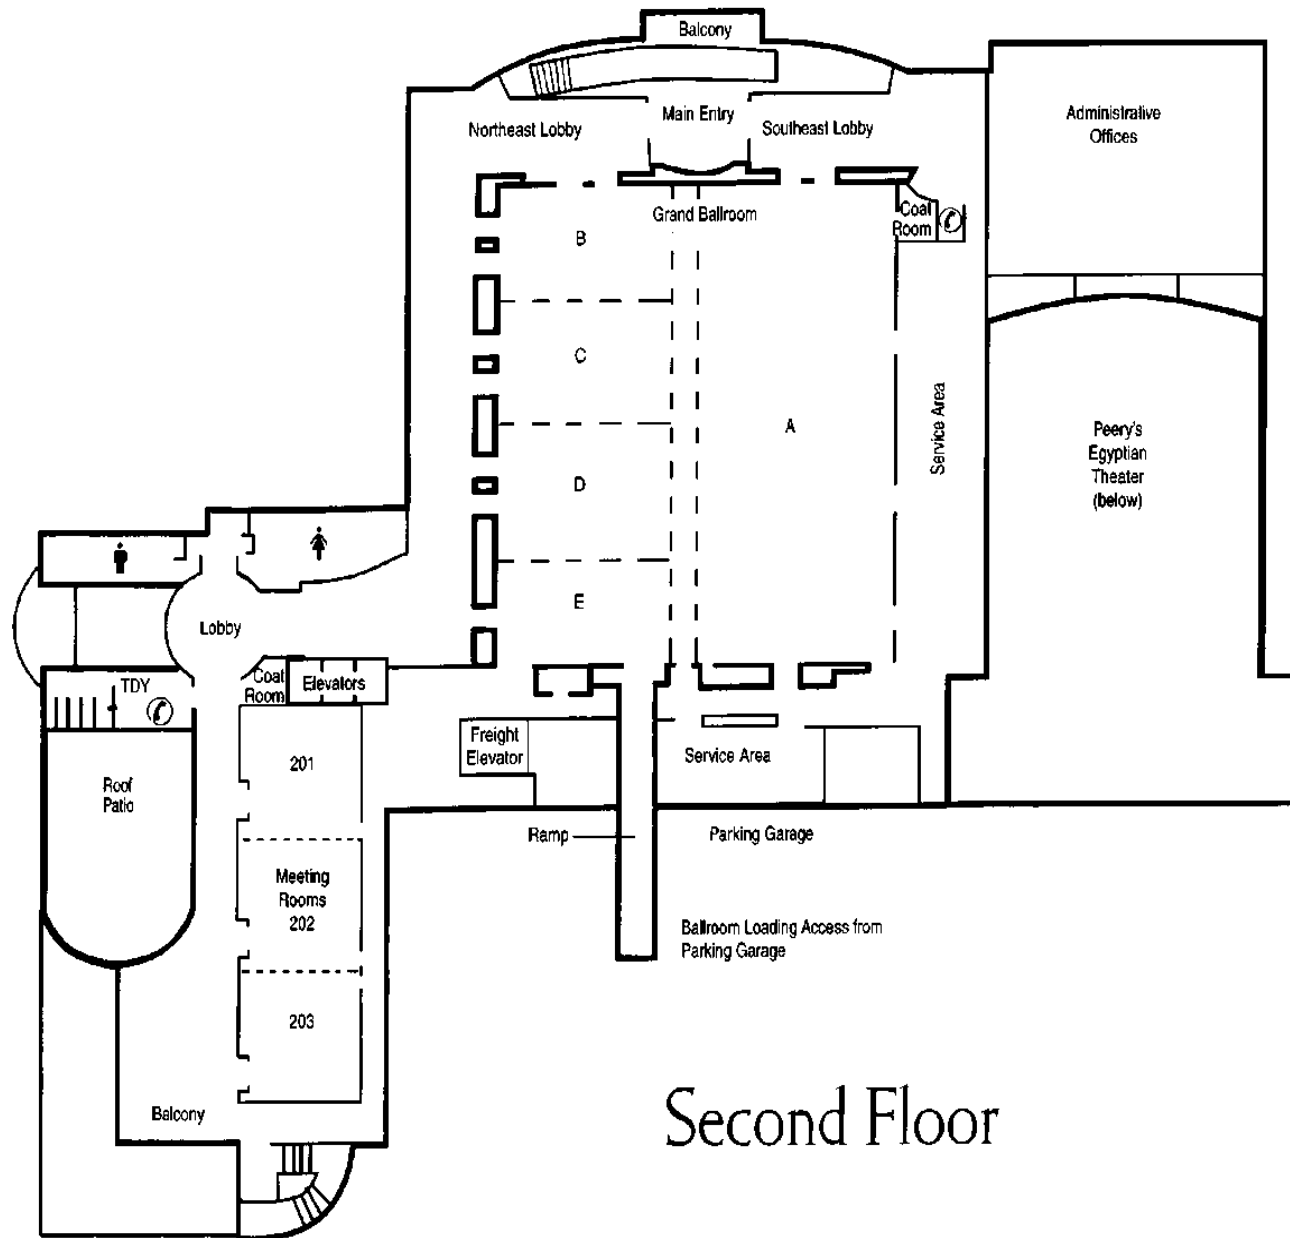 Balcony
Main Entry
Northeast Lobby
Southeast Lobby
Administrative
Offices
Grand Ballroom
Coat
Room
B
C
A
Service Area
D
Peery's
Egyptian
Theater
(below)
E
Lobby
TDY
Coat
Room
Elevators
Freight
Elevator
Service Area
201
Roof
Patio
Ramp
Parking Garage
Meeting
Rooms
202
Ballroom Loading Access from
Parking Garage
203
Balcony
Second Floor